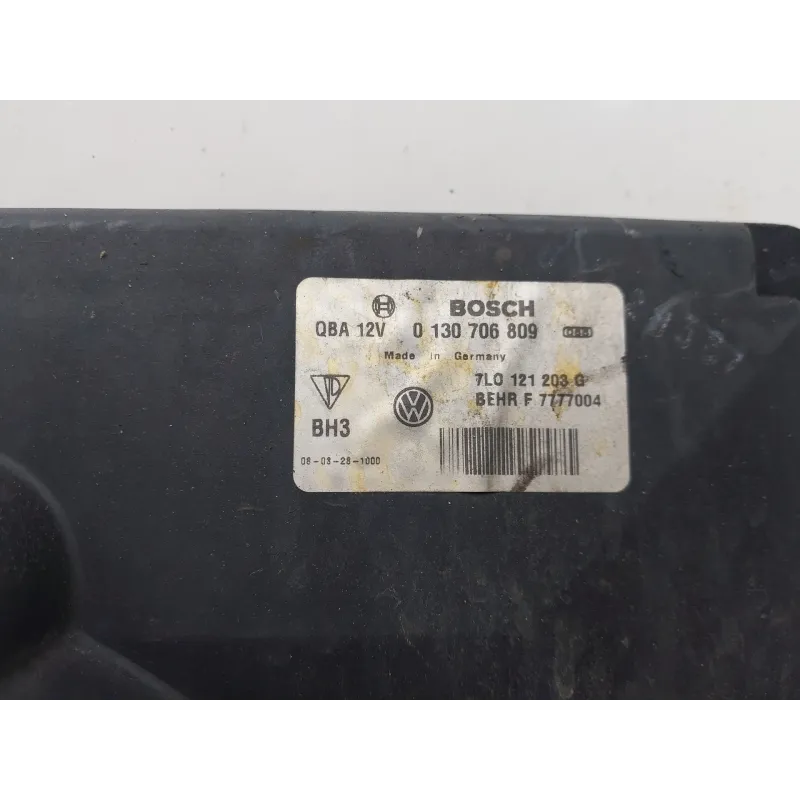 BOSCH
QBA 12V 0 130 706 809
Made in Germany
7L0 121 203 G
BEHR F 7777004
BH3
08-03-28-1000